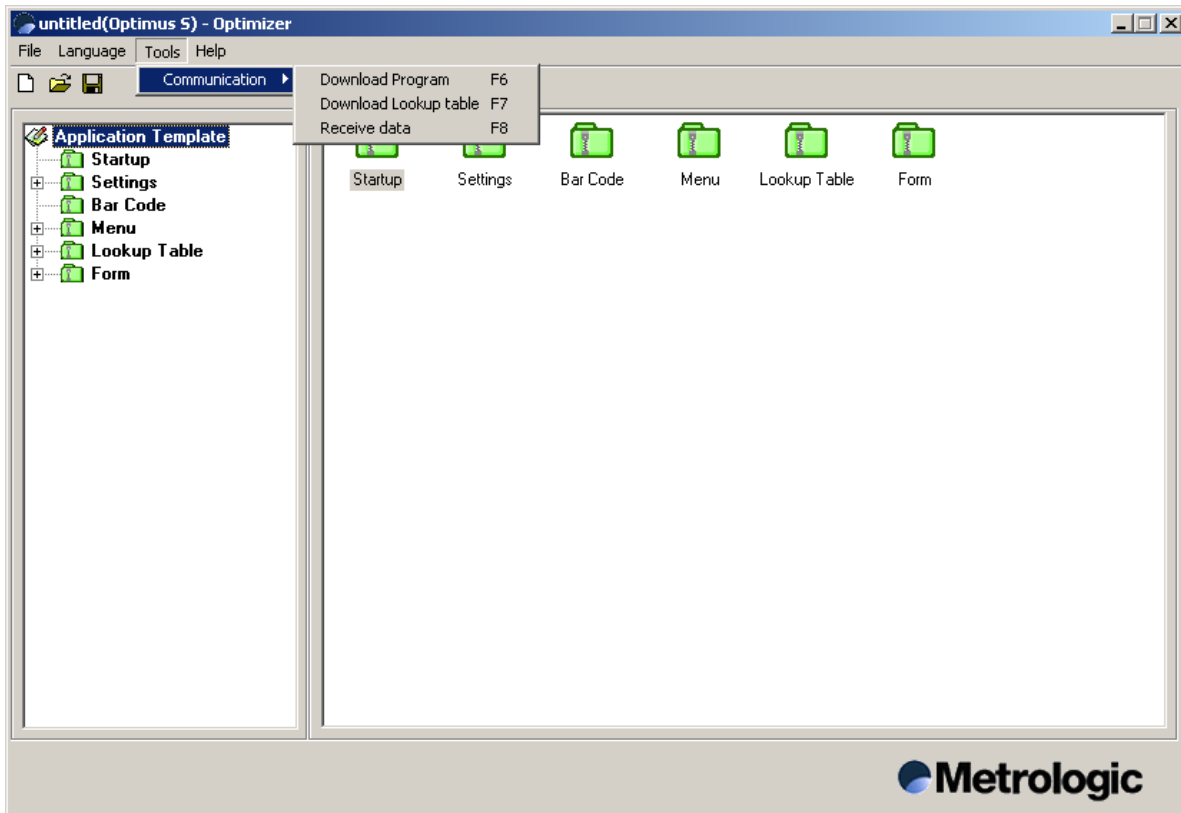 untitled(Optimus S) - Optimizer
File Language Tools Help
Communication
Download Program F6
Download Lookup table F7
Receive data F8
Application Template
Startup
Settings
Bar Code
Menu
Lookup Table
Form
Startup Settings Bar Code Menu Lookup Table Form
Metrologic